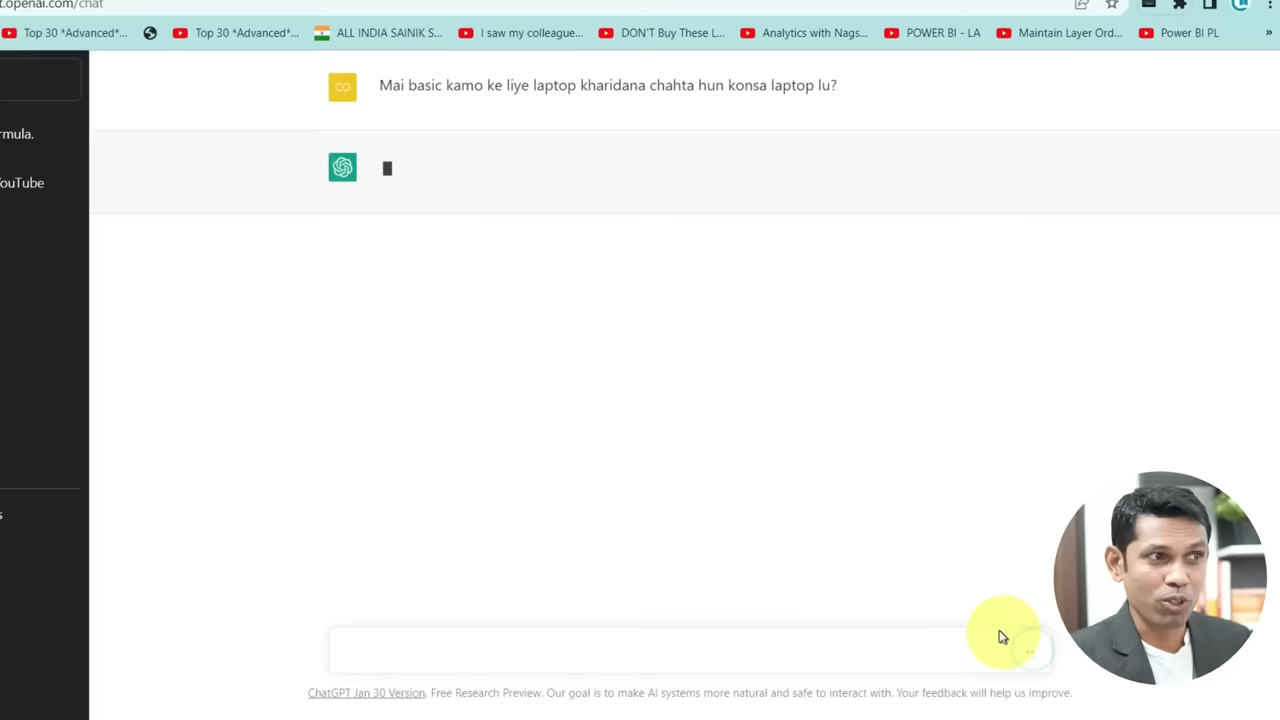 t.openai.com/chat
Top 30 *Advanced*... Top 30 *Advanced*... ALL INDIA SAINIK S... I saw my colleague... DON'T Buy These L... Analytics with Nags... POWER BI - LA Maintain Layer Ord... Power BI PL »
CO Mai basic kamo ke liye laptop kharidana chahta hun konsa laptop lu?
rmula.
YouTube
s
ChatGPT Jan 30 Version. Free Research Preview. Our goal is to make AI systems more natural and safe to interact with. Your feedback will help us improve.